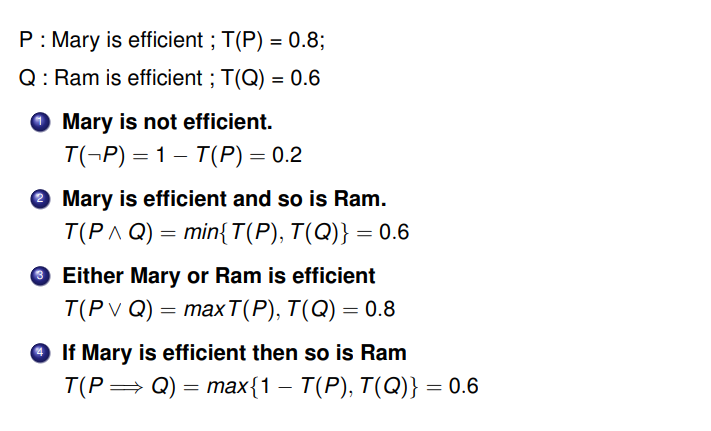 P : Mary is efficient ; T(P) = 0.8;
Q : Ram is efficient ; T(Q) = 0.6
1 Mary is not efficient.
T(¬P) = 1 − T(P) = 0.2
2 Mary is efficient and so is Ram.
T(P ∧ Q) = min{T(P), T(Q)} = 0.6
3 Either Mary or Ram is efficient
T(P ∨ Q) = maxT(P), T(Q) = 0.8
4 If Mary is efficient then so is Ram
T(P ⟹ Q) = max{1 − T(P), T(Q)} = 0.6